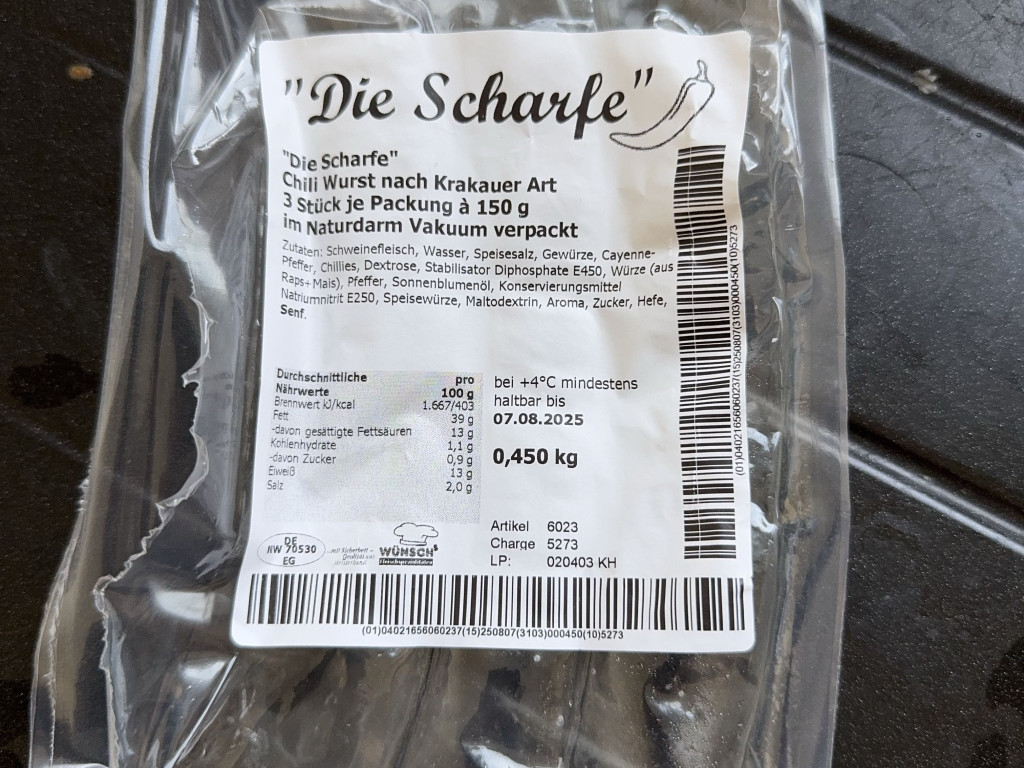 "Die Scharfe"
"Die Scharfe"
Chili Wurst nach Krakauer Art
3 Stück je Packung à 150 g
im Naturdarm Vakuum verpackt
Zutaten: Schweinefleisch, Wasser, Speisesalz, Gewürze, Cayenne-
Pfeffer, Chillies, Dextrose, Stabilisator Diphosphate E450, Würze (aus
Raps+Mais), Pfeffer, Sonnenblumenöl, Konservierungsmittel
Natriumnitrit E250, Speisewürze, Maltodextrin, Aroma, Zucker, Hefe,
Senf.
Durchschnittliche pro
Nährwerte 100 g
Brennwert kJ/kcal 1.667/403
Fett 39 g
-davon gesättigte Fettsäuren 13 g
Kohlenhydrate 1,1 g
-davon Zucker 0,9 g
Eiweiß 13 g
Salz 2,0 g
bei +4°C mindestens
haltbar bis
07.08.2025
0,450 kg
Artikel 6023
Charge 5273
LP: 020403 KH
DE
NW 70530
EG
...mit Sicherheit -
Qualität aus
WÜNSCH'S
Fleischspezialitäten
(01)04021656060237(15)250807(3103)000450(10)5273
(01)04021656060237(15)250807(3103)000450(10)5273